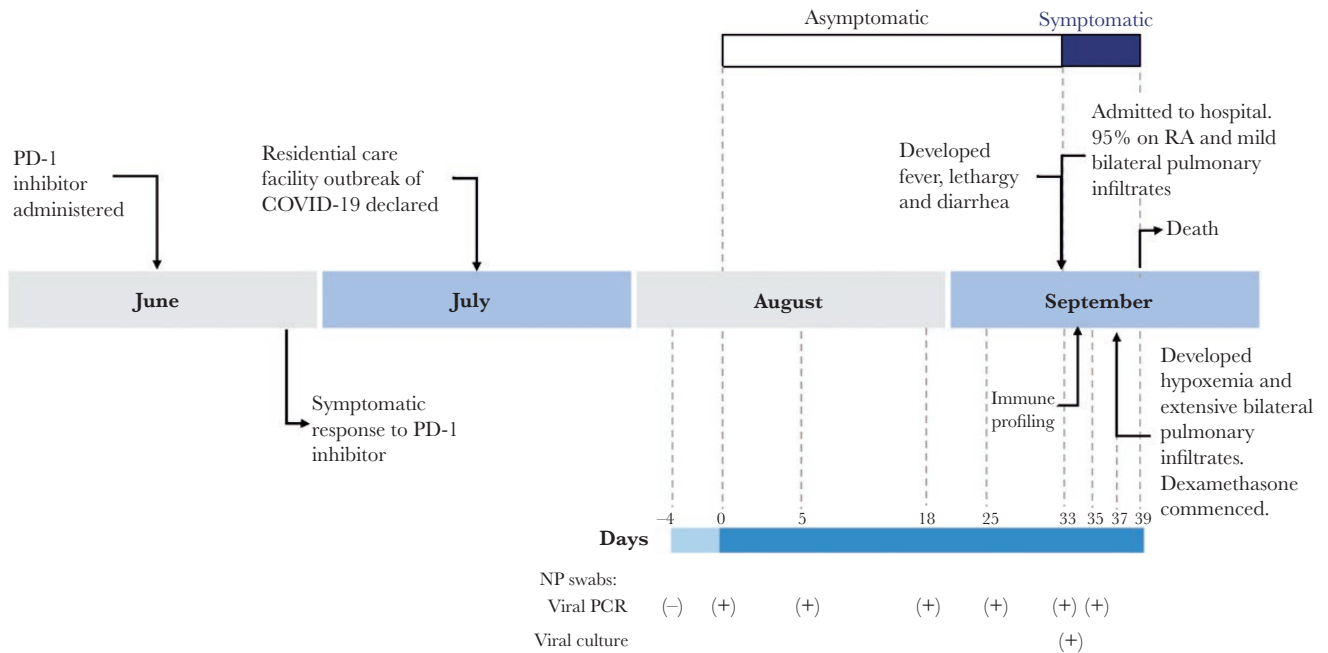 Asymptomatic
Symptomatic
PD-1
inhibitor
administered
Residential care
facility outbreak of
COVID-19 declared
Developed
fever, lethargy
and diarrhea
Admitted to hospital.
95% on RA and mild
bilateral pulmonary
infiltrates
Death
June
July
August
September
Symptomatic
response to PD-1
inhibitor
Immune
profiling
Developed
hypoxemia and
extensive bilateral
pulmonary
infiltrates.
Dexamethasone
commenced.
–4 0 5 18 25 33 35 37 39
Days
NP swabs:
Viral PCR (–) (+) (+) (+) (+) (+) (+)
Viral culture (+)